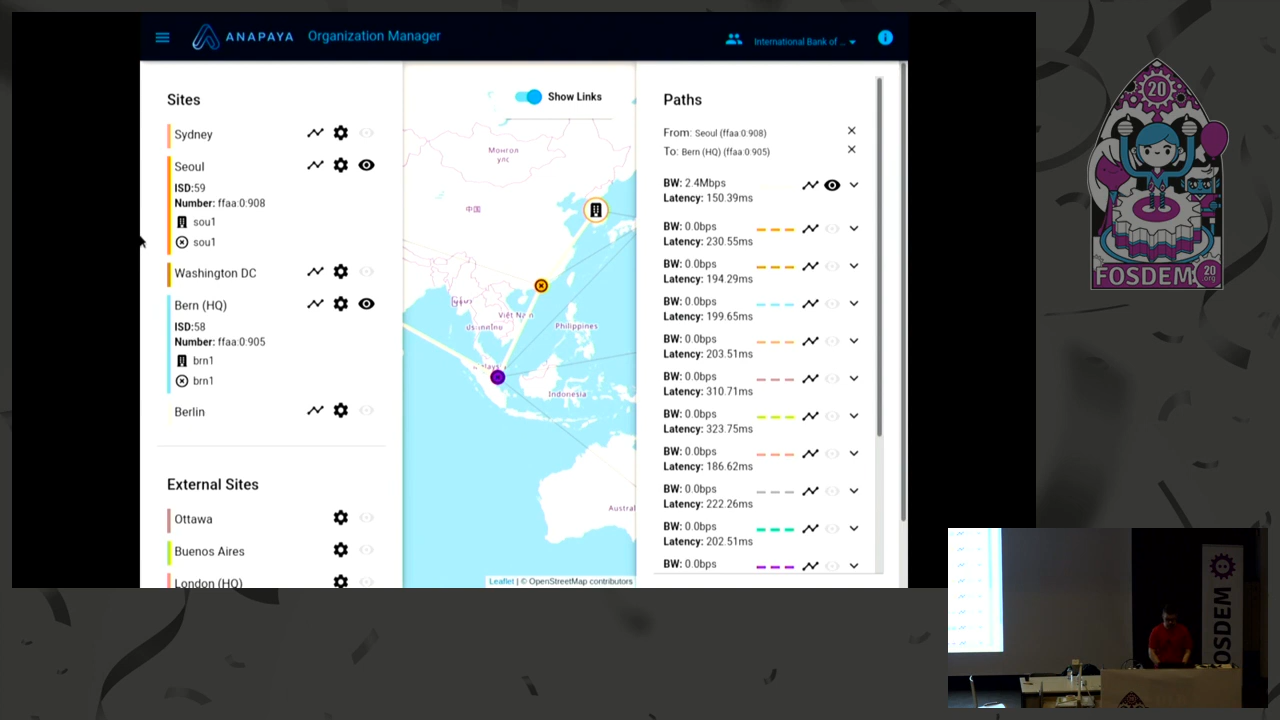 ANAPAYA Organization Manager
International Bank of ...
Sites
Sydney
Seoul
ISD:59
Number: ffaa:0:908
sou1
sou1
Washington DC
Bern (HQ)
ISD:58
Number: ffaa:0:905
brn1
brn1
Berlin
External Sites
Ottawa
Buenos Aires
London (HQ)
Show Links
Монгол
улс
中国
Philippines
Indonesia
Leaflet | © OpenStreetMap contributors
Paths
From: Seoul (ffaa:0:908)
To: Bern (HQ) (ffaa:0:905)
BW: 2.4Mbps
Latency: 150.39ms
BW: 0.0bps
Latency: 230.55ms
BW: 0.0bps
Latency: 194.29ms
BW: 0.0bps
Latency: 199.65ms
BW: 0.0bps
Latency: 203.51ms
BW: 0.0bps
Latency: 310.71ms
BW: 0.0bps
Latency: 323.75ms
BW: 0.0bps
Latency: 186.62ms
BW: 0.0bps
Latency: 222.26ms
BW: 0.0bps
Latency: 202.51ms
BW: 0.0bps
20
FOSDEM
20
.org
FOSDEM